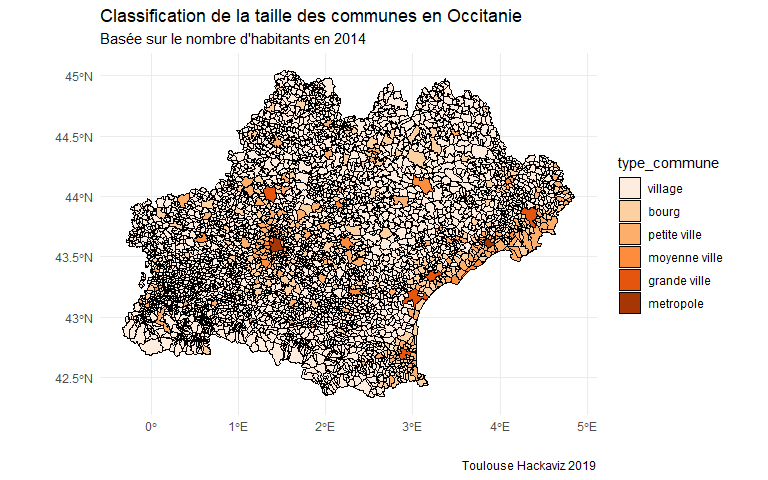 Classification de la taille des communes en Occitanie
Basée sur le nombre d'habitants en 2014
45°N
44.5°N
44°N
43.5°N
43°N
42.5°N
0°
1°E
2°E
3°E
4°E
5°E
type_commune
village
bourg
petite ville
moyenne ville
grande ville
metropole
Toulouse Hackaviz 2019